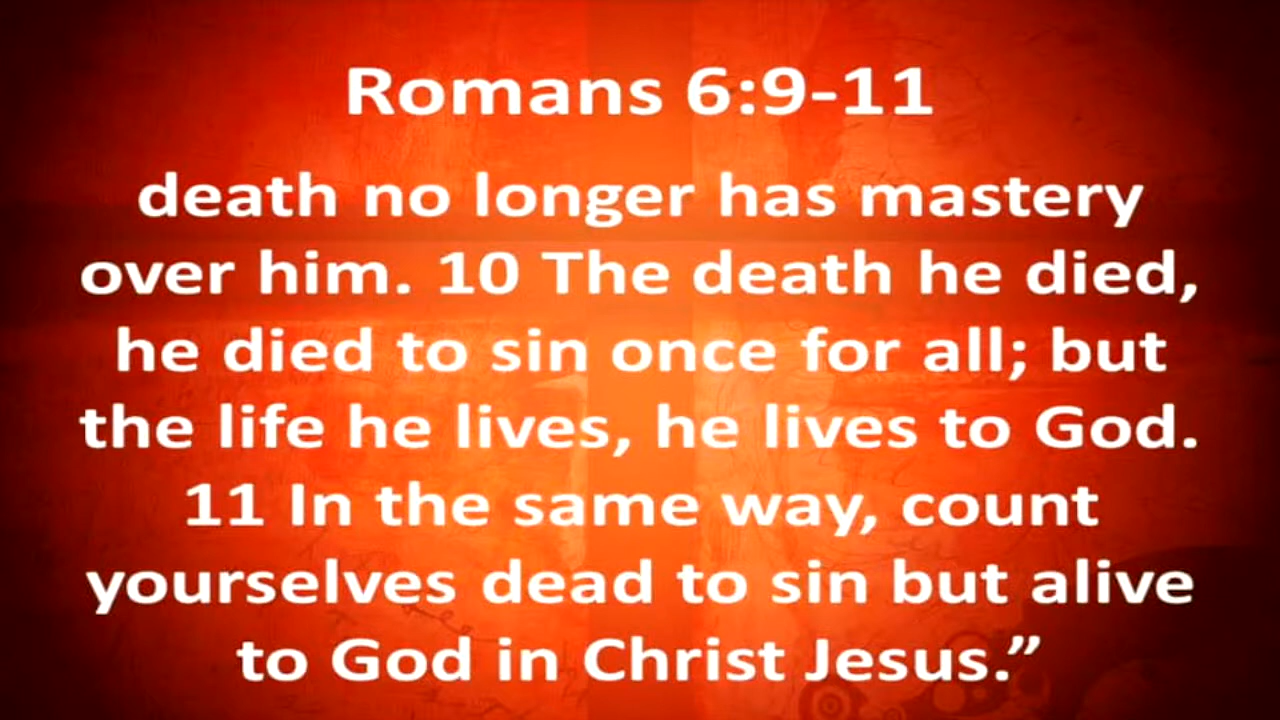 Romans 6:9-11
death no longer has mastery
over him. 10 The death he died,
he died to sin once for all; but
the life he lives, he lives to God.
11 In the same way, count
yourselves dead to sin but alive
to God in Christ Jesus.”